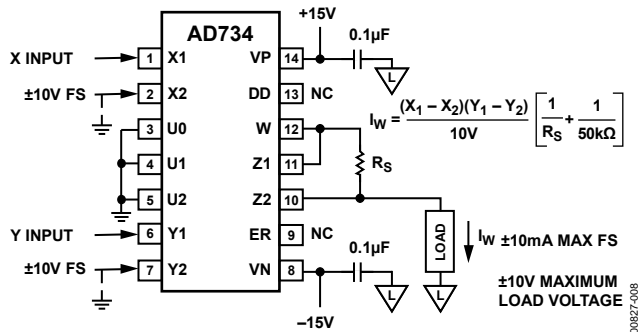 +15V
AD734
0.1µF
X INPUT
1 X1 VP 14
L
±10V FS
2 X2 DD 13 NC
3 U0 W 12
I_W = (X₁ – X₂)(Y₁ – Y₂) / 10V [1/R_S + 1/50kΩ]
4 U1 Z1 11
R_S
5 U2 Z2 10
Y INPUT
6 Y1 ER 9 NC
LOAD
I_W ±10mA MAX FS
0.1µF
±10V FS
7 Y2 VN 8
L
L
±10V MAXIMUM
LOAD VOLTAGE
–15V
00827-008